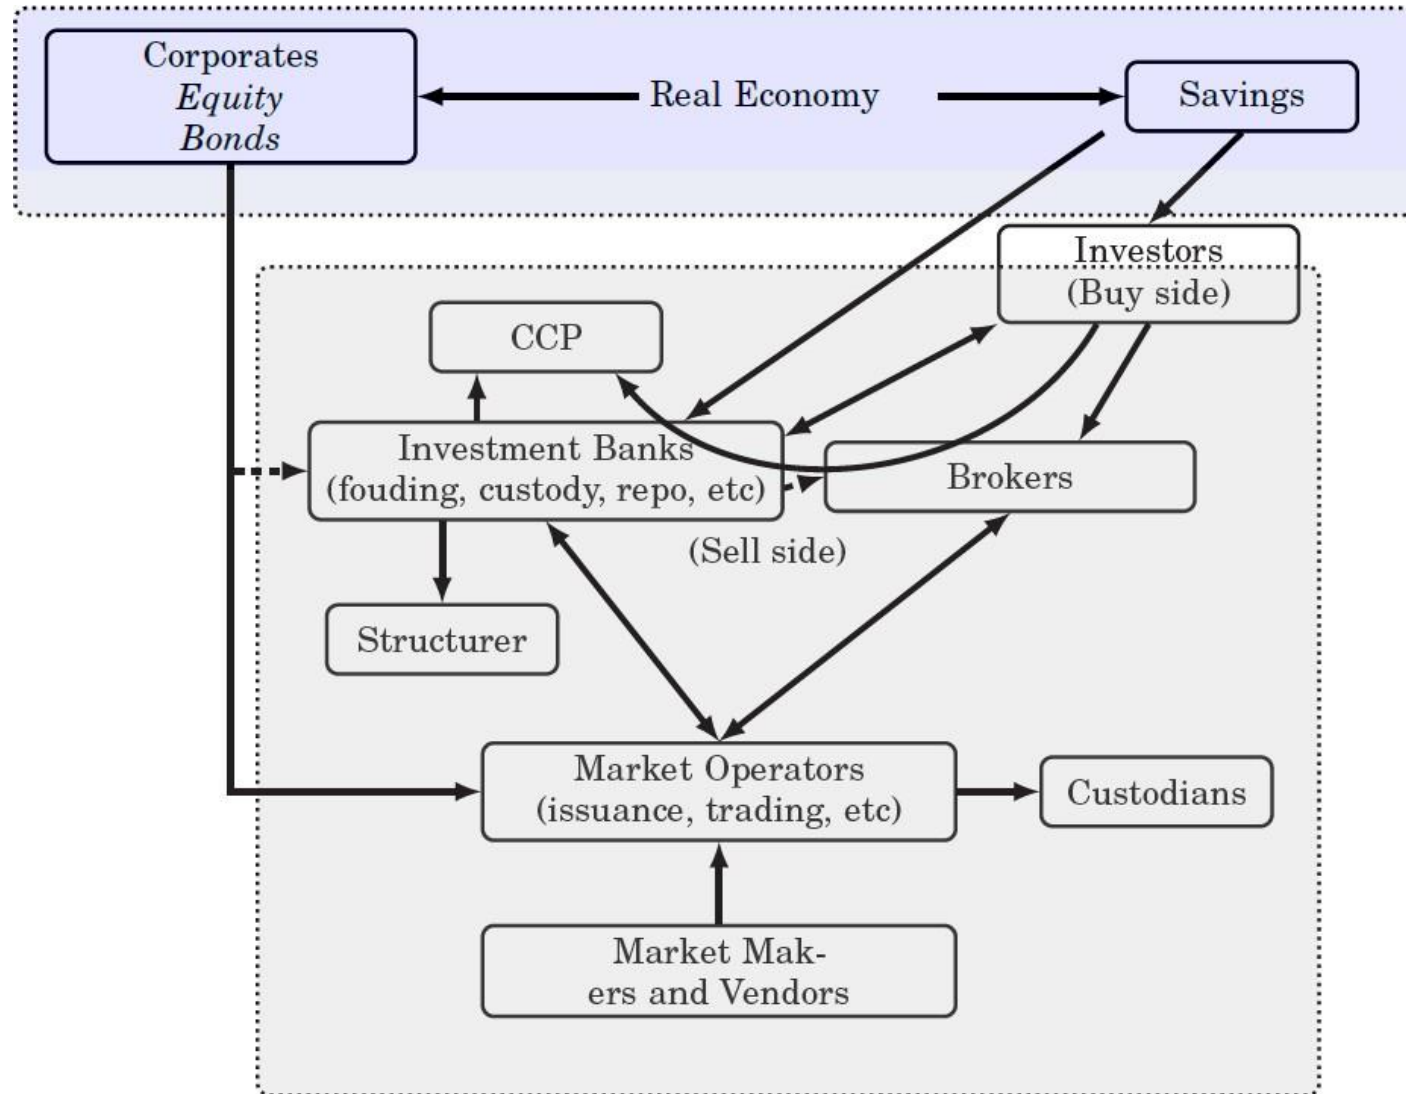 Corporates
Equity
Bonds
Real Economy
Savings
Investors
(Buy side)
CCP
Investment Banks
(fouding, custody, repo, etc)
Brokers
(Sell side)
Structurer
Market Operators
(issuance, trading, etc)
Custodians
Market Mak-
ers and Vendors